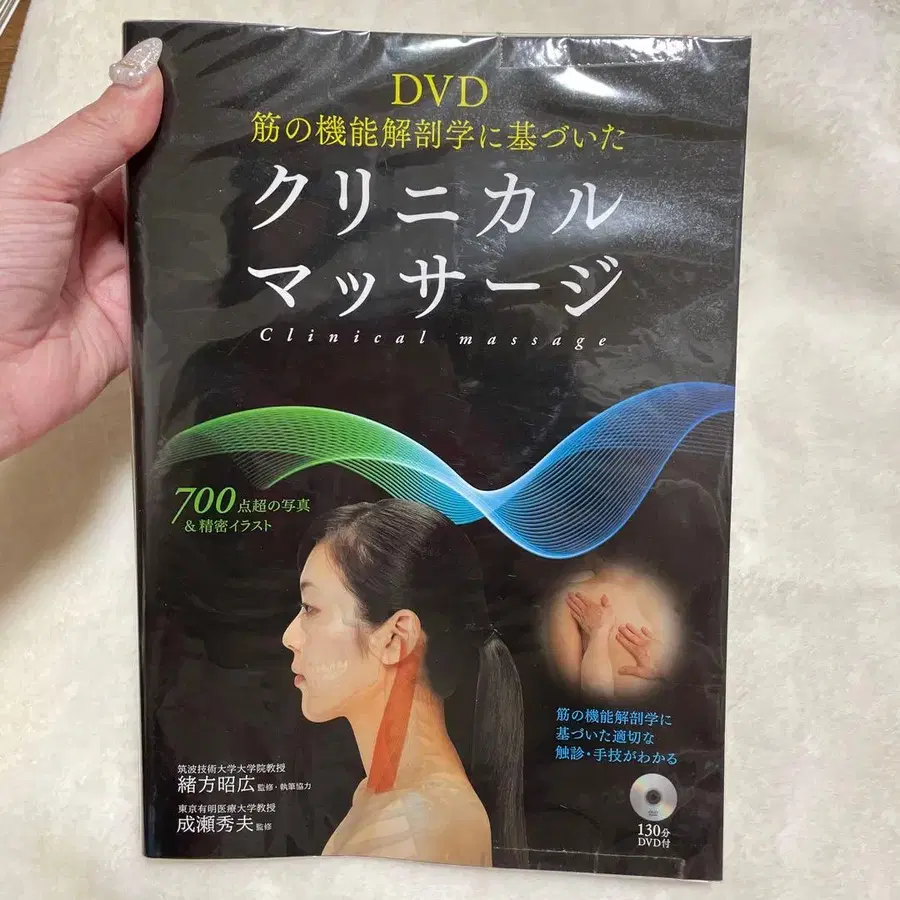 DVD
筋の機能解剖学に基づいた
クリニカル
マッサージ
Clinical massage
700点超の写真
&精密イラスト
筋の機能解剖学に
基づいた適切な
触診・手技がわかる
筑波技術大学大学院教授
緒方昭広 監修・執筆協力
東京有明医療大学教授
成瀬秀夫 監修
130分
DVD付